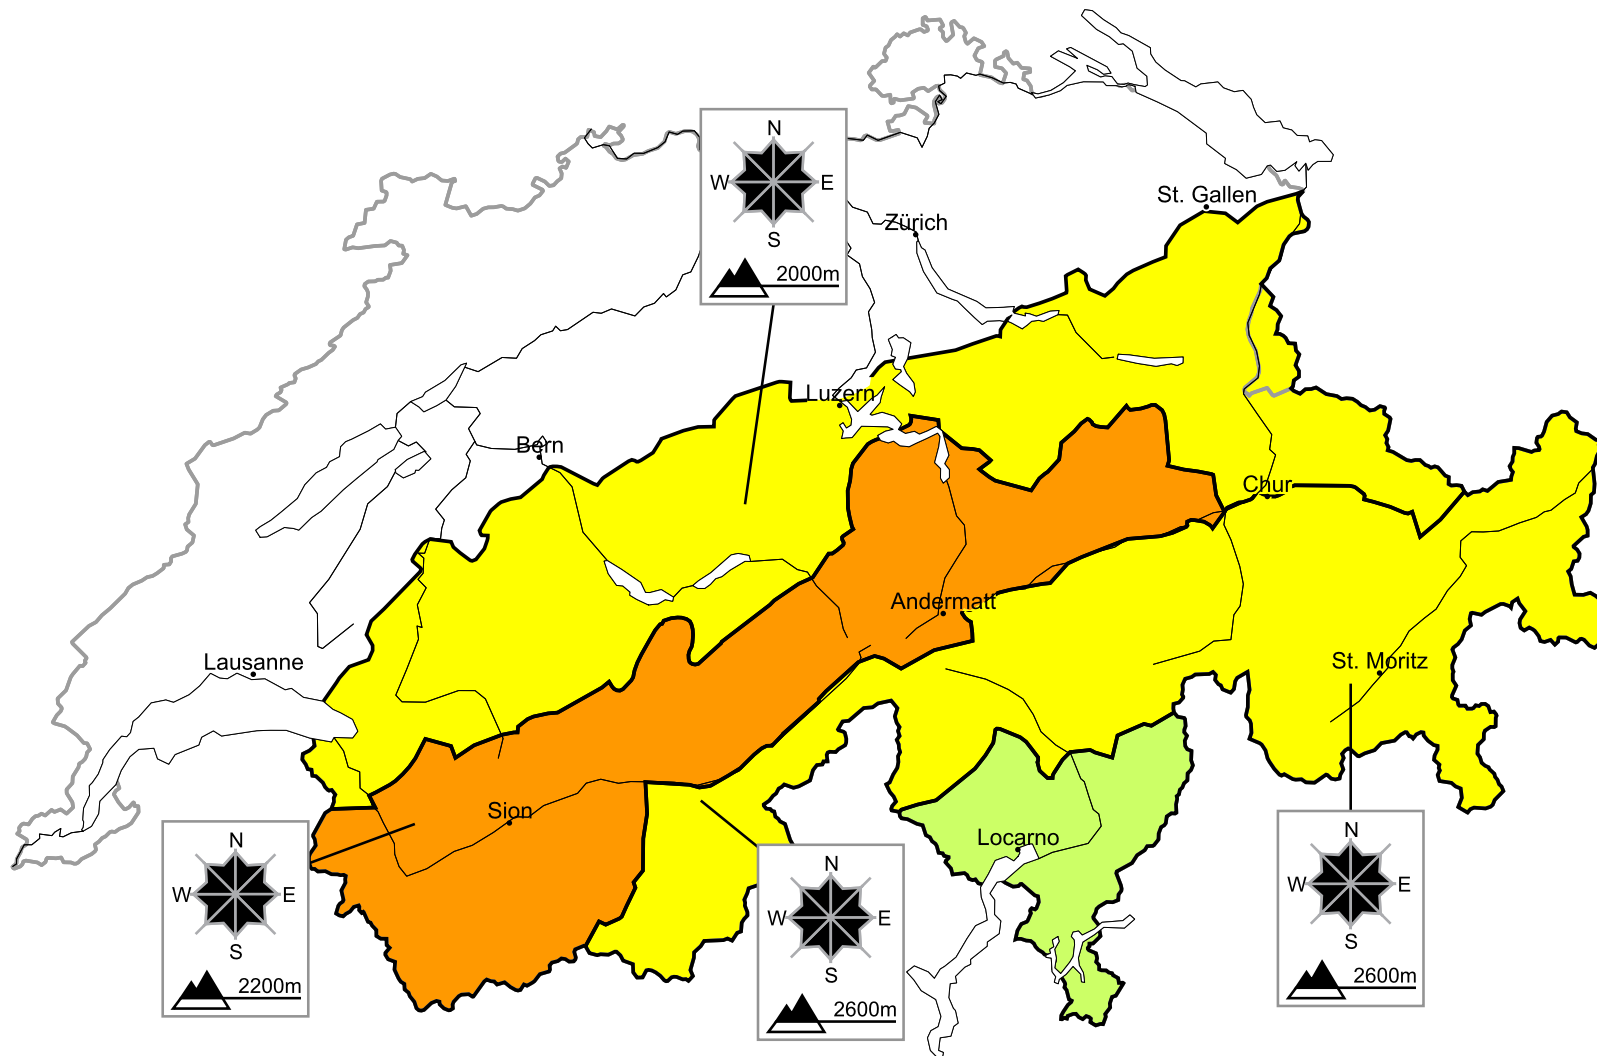 N
W E
S
2000m
St. Gallen
Zürich
Luzern
Bern
Chur
Andermatt
Lausanne
St. Moritz
Sion
Locarno
N
W E
S
2200m
N
W E
S
2600m
N
W E
S
2600m